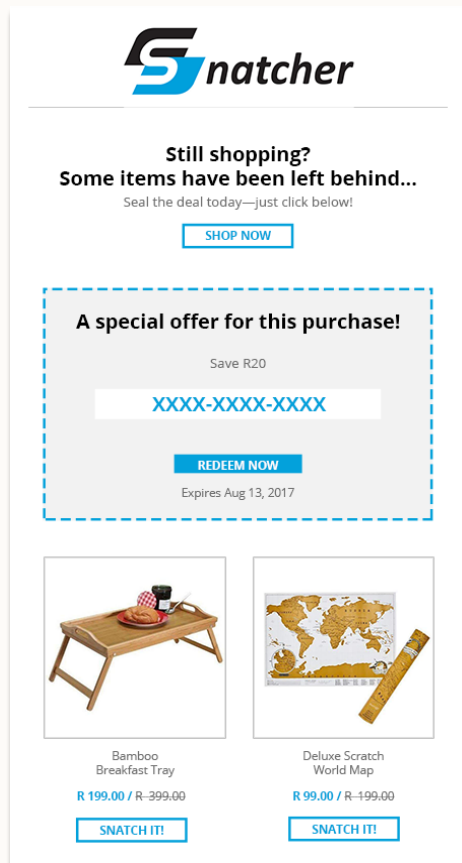 Snatcher
Still shopping?
Some items have been left behind...
Seal the deal today—just click below!
SHOP NOW
A special offer for this purchase!
Save R20
XXXX-XXXX-XXXX
REDEEM NOW
Expires Aug 13, 2017
Bamboo
Breakfast Tray
R 199.00 / R 399.00
SNATCH IT!
Deluxe Scratch
World Map
R 99.00 / R 199.00
SNATCH IT!